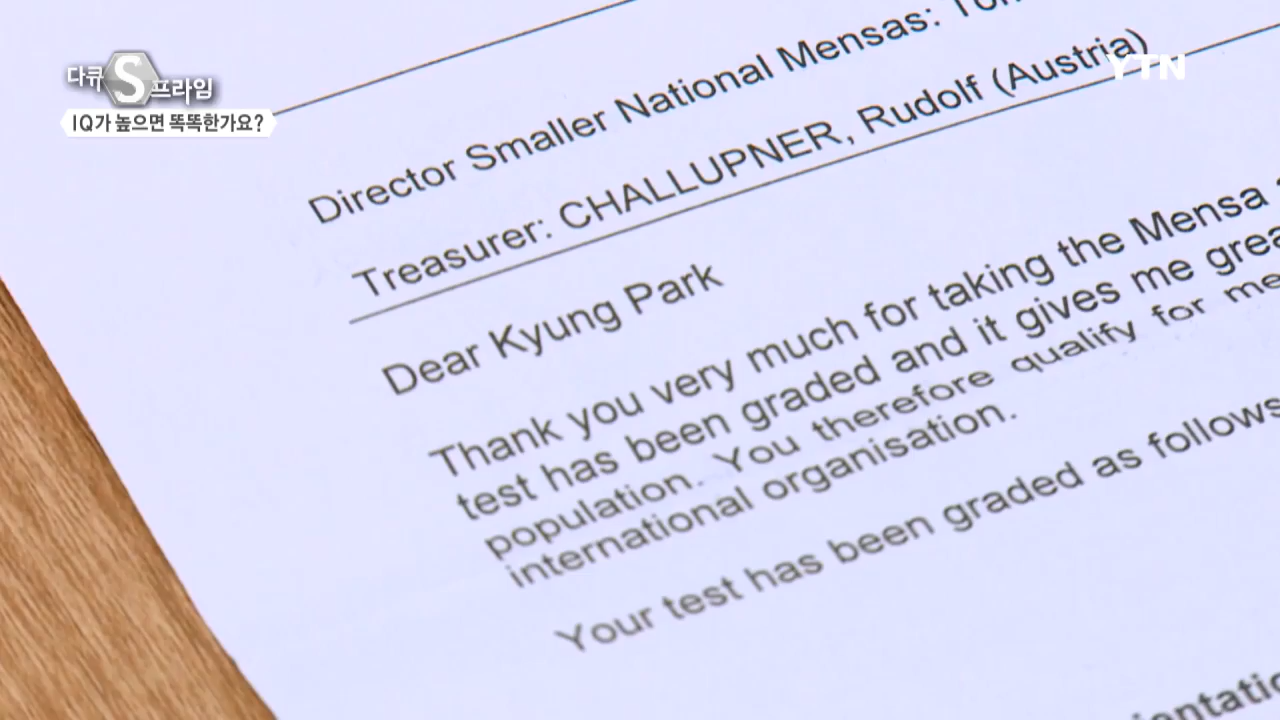 다큐 S 프라임
IQ가 높으면 똑똑한가요?
YTN
Director Smaller National Mensas:
Treasurer: CHALLUPNER, Rudolf (Austria)
Dear Kyung Park
Thank you very much for taking the Mensa
test has been graded and it gives me
population. You therefore qualify for
international organisation.
Your test has been graded as follows